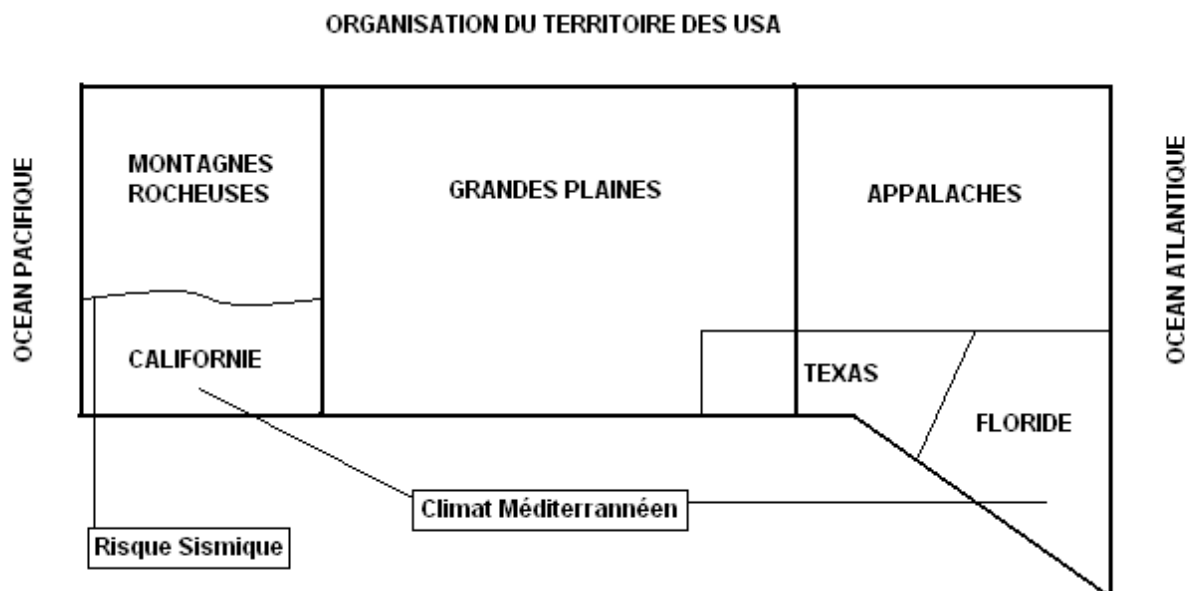 ORGANISATION DU TERRITOIRE DES USA
OCEAN PACIFIQUE
MONTAGNES
ROCHEUSES
GRANDES PLAINES
APPALACHES
OCEAN ATLANTIQUE
CALIFORNIE
TEXAS
FLORIDE
Climat Méditerrannéen
Risque Sismique